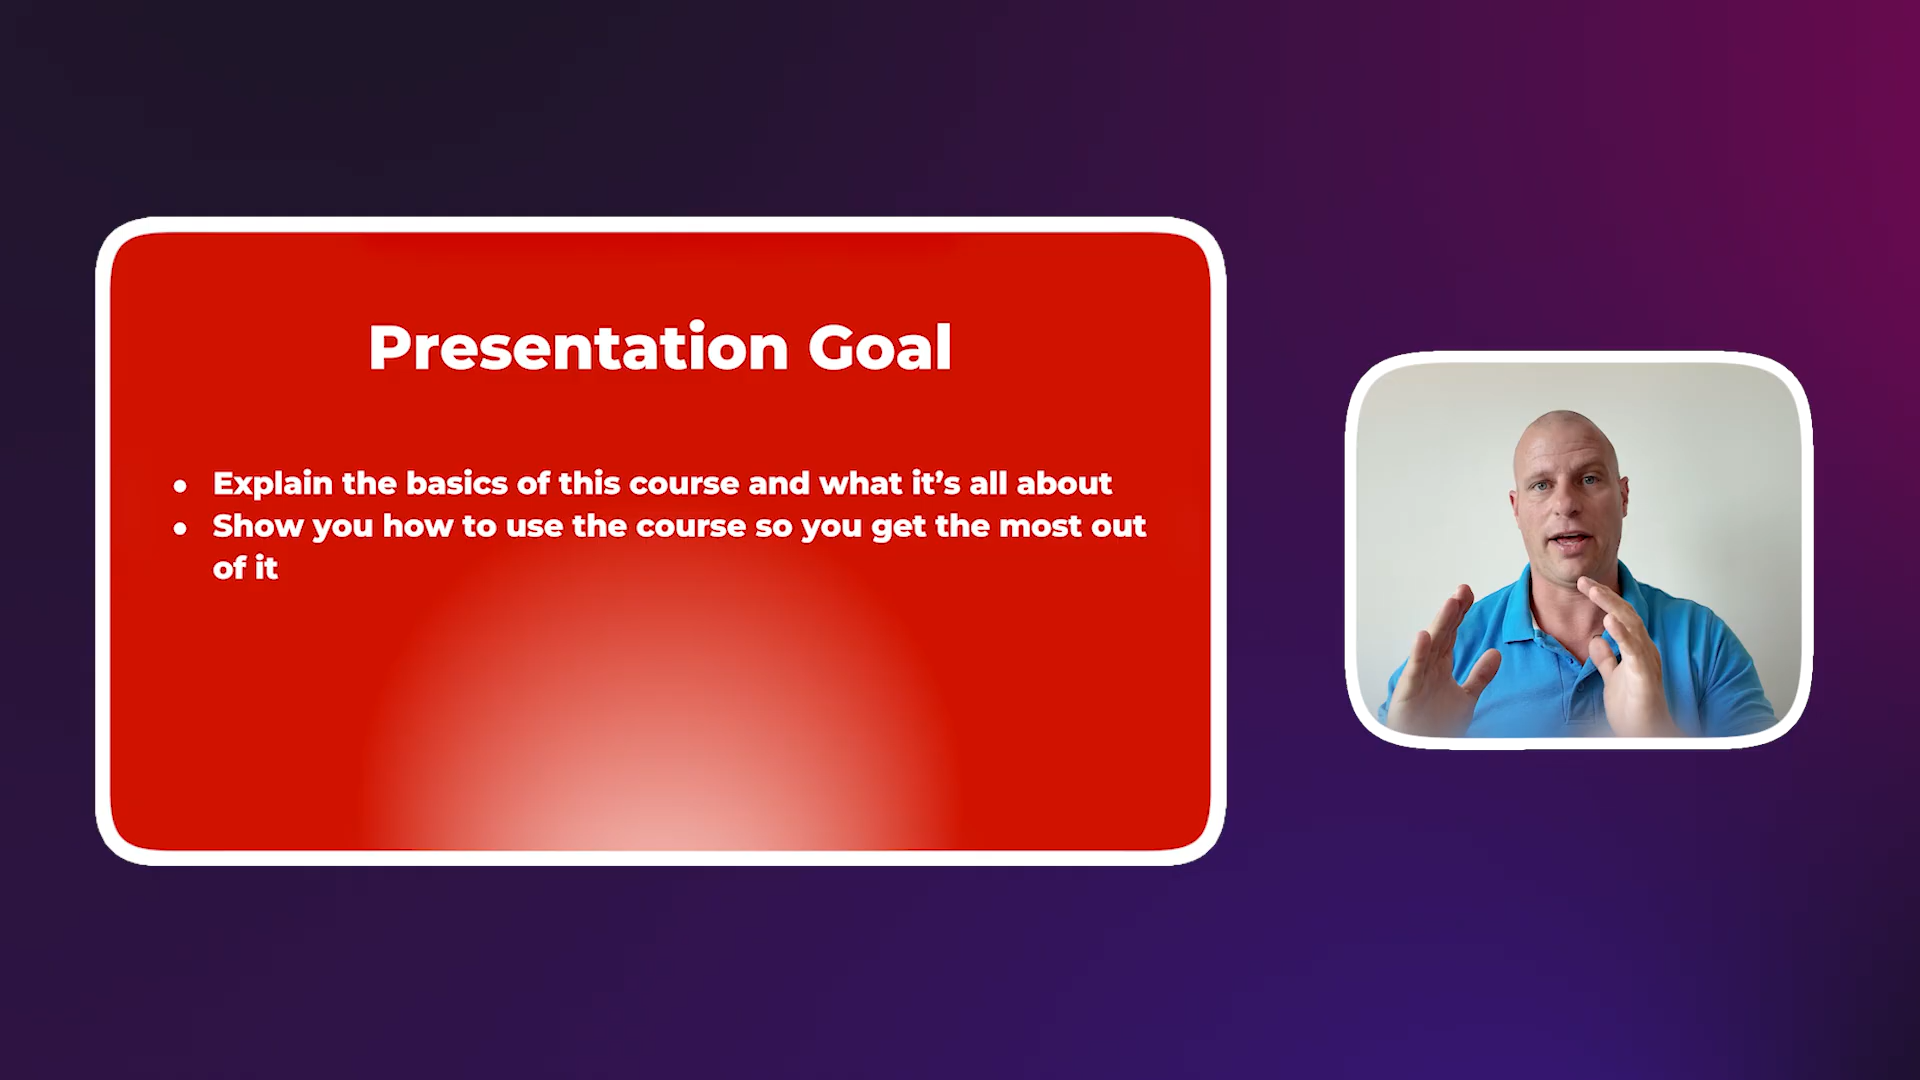 Presentation Goal
● Explain the basics of this course and what it’s all about
● Show you how to use the course so you get the most out
of it